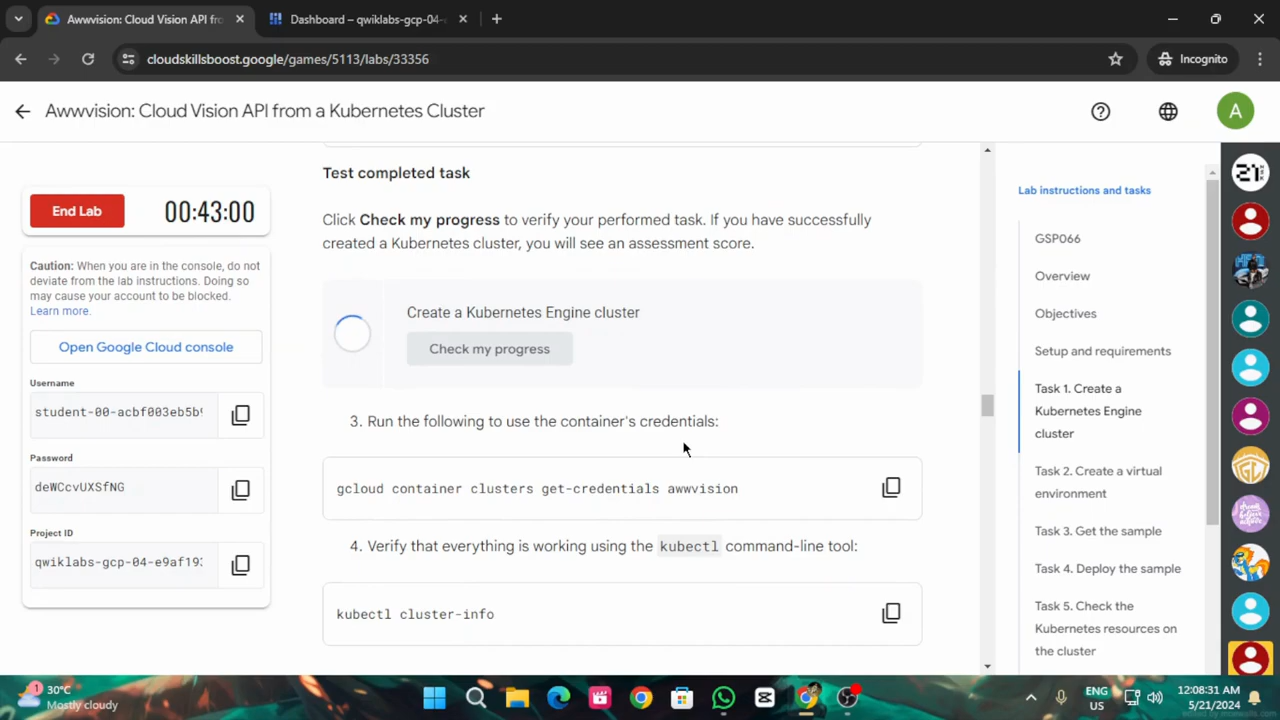 Awwvision: Cloud Vision API fro
Dashboard – qwiklabs-gcp-04-e
cloudskillsboost.google/games/5113/labs/33356
Incognito
Awwvision: Cloud Vision API from a Kubernetes Cluster
A
End Lab
00:43:00
Caution: When you are in the console, do not
deviate from the lab instructions. Doing so
may cause your account to be blocked.
Learn more.
Open Google Cloud console
Username
student-00-acbf003eb5b9
Password
deWCcvUXSfNG
Project ID
qwiklabs-gcp-04-e9af193
Test completed task
Click Check my progress to verify your performed task. If you have successfully
created a Kubernetes cluster, you will see an assessment score.
Create a Kubernetes Engine cluster
Check my progress
3. Run the following to use the container's credentials:
gcloud container clusters get-credentials awwvision
4. Verify that everything is working using the kubectl command-line tool:
kubectl cluster-info
Lab instructions and tasks
GSP066
Overview
Objectives
Setup and requirements
Task 1. Create a
Kubernetes Engine
cluster
Task 2. Create a virtual
environment
Task 3. Get the sample
Task 4. Deploy the sample
Task 5. Check the
Kubernetes resources on
the cluster
21
1
30°C
Mostly cloudy
ENG
US
12:08:31 AM
5/21/2024